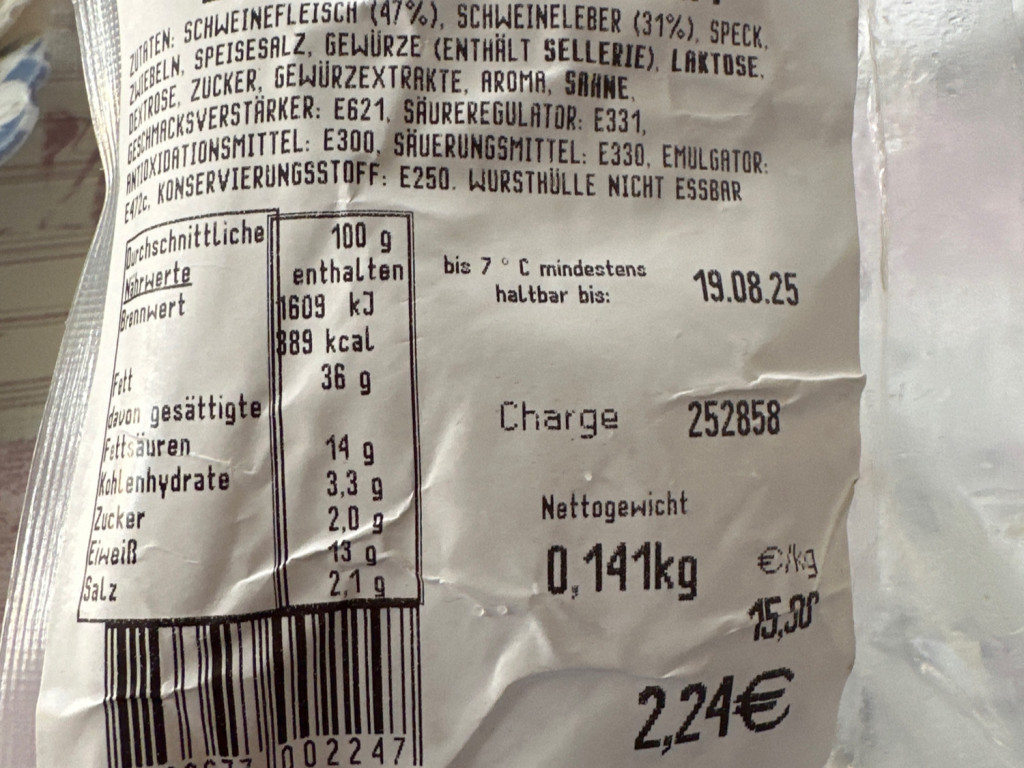 ZUTATEN: SCHWEINEFLEISCH (47%), SCHWEINELEBER (31%), SPECK,
ZWIEBELN, SPEISESALZ, GEWÜRZE (ENTHÄLT SELLERIE), LAKTOSE,
DEXTROSE, ZUCKER, GEWÜRZEXTRAKTE, AROMA, SAHNE,
GESCHMACKSVERSTÄRKER: E621, SÄUREREGULATOR: E331,
ANTIOXIDATIONSMITTEL: E300, SÄUERUNGSMITTEL: E330, EMULGATOR:
E472c, KONSERVIERUNGSSTOFF: E250. WURSTHÜLLE NICHT ESSBAR
Durchschnittliche 100 g
Nährwerte enthalten
Brennwert 1609 kJ
389 kcal
Fett 36 g
davon gesättigte
Fettsäuren 14 g
Kohlenhydrate 3,3 g
Zucker 2,0 g
Eiweiß 13 g
Salz 2,1 g
bis 7 ° C mindestens
haltbar bis: 19.08.25
Charge 252858
Nettogewicht
0,141kg €/kg
15,90
2,24€
002247